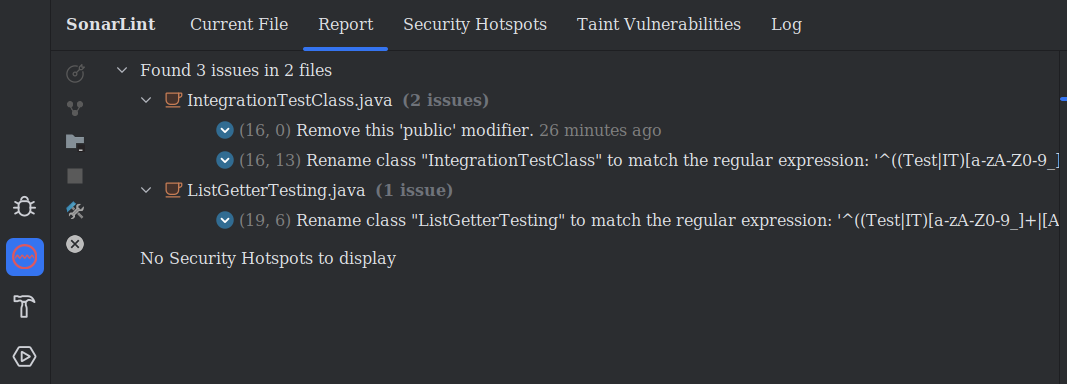 SonarLint Current File Report Security Hotspots Taint Vulnerabilities Log
Found 3 issues in 2 files
IntegrationTestClass.java (2 issues)
(16, 0) Remove this 'public' modifier. 26 minutes ago
(16, 13) Rename class "IntegrationTestClass" to match the regular expression: '^((Test|IT)[a-zA-Z0-9_]
ListGetterTesting.java (1 issue)
(19, 6) Rename class "ListGetterTesting" to match the regular expression: '^((Test|IT)[a-zA-Z0-9_]+|[A
No Security Hotspots to display